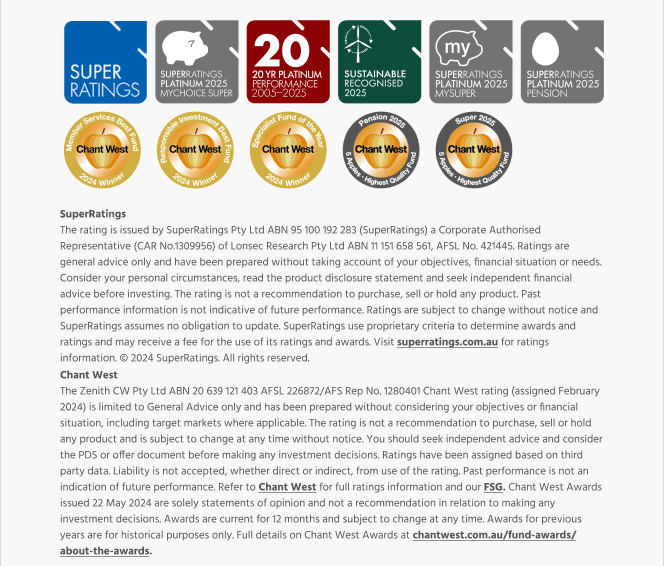 SUPER
RATINGS
?
SUPERRATINGS
PLATINUM 2025
MYCHOICE SUPER
20
20 YR PLATINUM
PERFORMANCE
2005–2025
SUSTAINABLE
RECOGNISED
2025
my
SUPERRATINGS
PLATINUM 2025
MYSUPER
SUPERRATINGS
PLATINUM 2025
PENSION
Member Services Best Fund
Chant West
2024 Winner
Responsible Investment Best Fund
Chant West
2024 Winner
Specialist Fund of the Year
Chant West
2024 Winner
Pension 2025
Chant West
5 Apples · Highest Quality Fund
Super 2025
Chant West
5 Apples · Highest Quality Fund
SuperRatings
The rating is issued by SuperRatings Pty Ltd ABN 95 100 192 283 (SuperRatings) a Corporate Authorised
Representative (CAR No.1309956) of Lonsec Research Pty Ltd ABN 11 151 658 561, AFSL No. 421445. Ratings are
general advice only and have been prepared without taking account of your objectives, financial situation or needs.
Consider your personal circumstances, read the product disclosure statement and seek independent financial
advice before investing. The rating is not a recommendation to purchase, sell or hold any product. Past
performance information is not indicative of future performance. Ratings are subject to change without notice and
SuperRatings assumes no obligation to update. SuperRatings use proprietary criteria to determine awards and
ratings and may receive a fee for the use of its ratings and awards. Visit superratings.com.au for ratings
information. © 2024 SuperRatings. All rights reserved.
Chant West
The Zenith CW Pty Ltd ABN 20 639 121 403 AFSL 226872/AFS Rep No. 1280401 Chant West rating (assigned February
2024) is limited to General Advice only and has been prepared without considering your objectives or financial
situation, including target markets where applicable. The rating is not a recommendation to purchase, sell or hold
any product and is subject to change at any time without notice. You should seek independent advice and consider
the PDS or offer document before making any investment decisions. Ratings have been assigned based on third
party data. Liability is not accepted, whether direct or indirect, from use of the rating. Past performance is not an
indication of future performance. Refer to Chant West for full ratings information and our FSG. Chant West Awards
issued 22 May 2024 are solely statements of opinion and not a recommendation in relation to making any
investment decisions. Awards are current for 12 months and subject to change at any time. Awards for previous
years are for historical purposes only. Full details on Chant West Awards at chantwest.com.au/fund-awards/
about-the-awards.